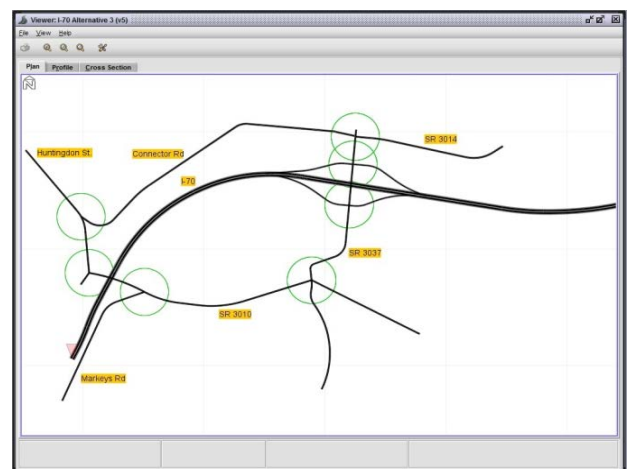 Viewer: I-70 Alternative 3 (v5)
File View Help
Plan Profile Cross Section
N
SR 3014
Huntingdon St.
Connector Rd
I-70
SR 3037
SR 3010
Markeys Rd